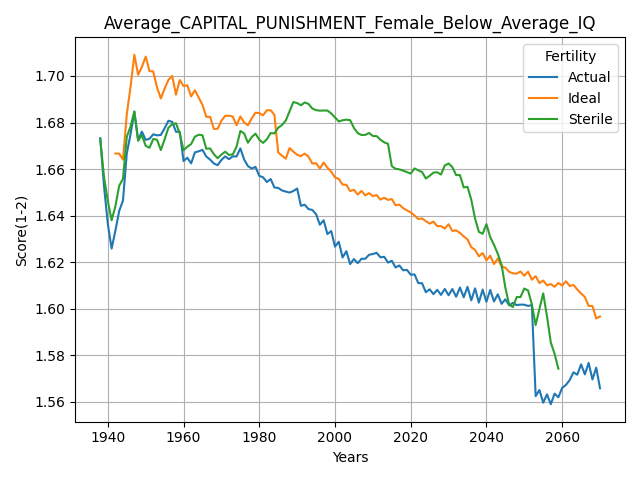 Average_CAPITAL_PUNISHMENT_Female_Below_Average_IQ
Fertility
Actual
Ideal
Sterile
Score(1-2)
1.70
1.68
1.66
1.64
1.62
1.60
1.58
1.56
1940 1960 1980 2000 2020 2040 2060
Years